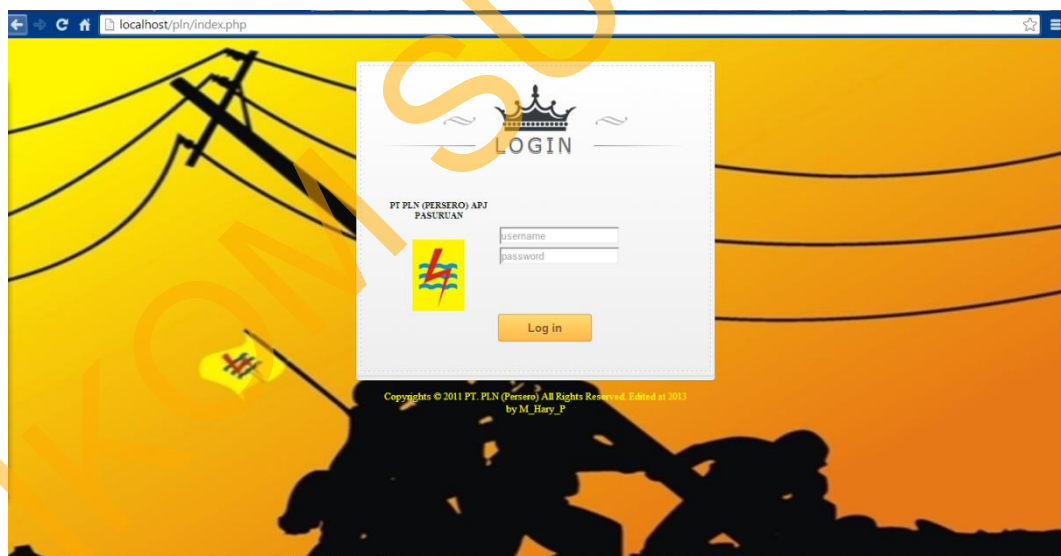 localhost/pln/index.php
LOGIN
PT PLN (PERSERO) APJ
PASURUAN
username
password
Log in
Copyrights © 2011 PT. PLN (Persero) All Rights Reserved. Edited at 2013
by M_Hary_P